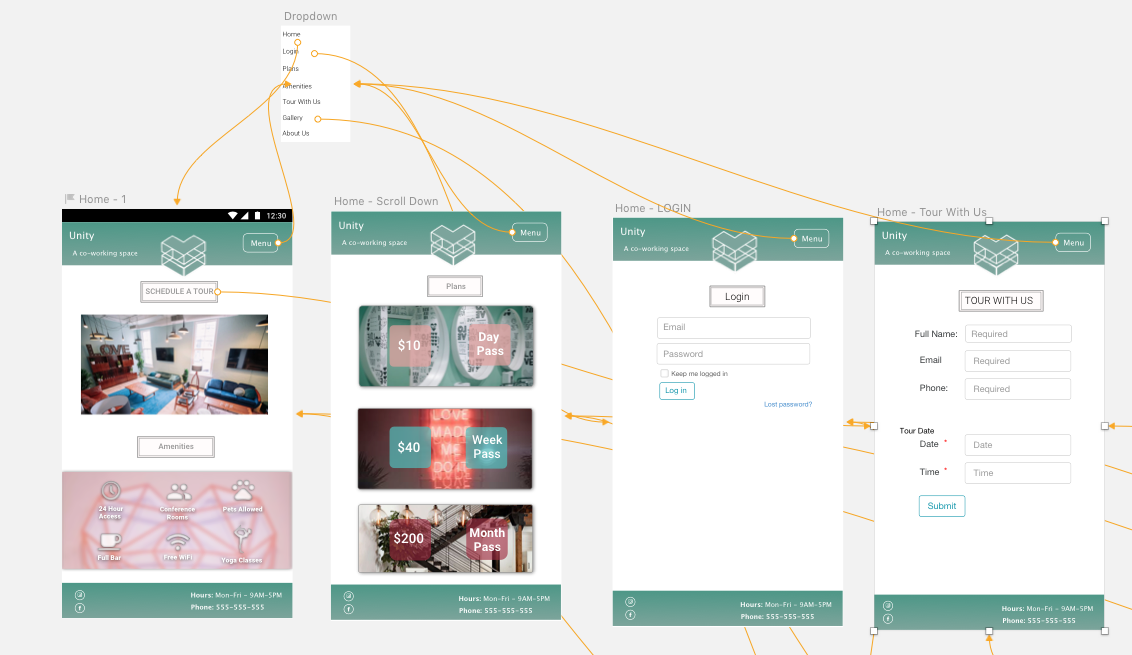 Dropdown
Home
Login
Plans
Amenities
Tour With Us
Gallery
About Us
Home - 1
12:30
Unity
A co-working space
Menu
SCHEDULE A TOUR
LOVE
Amenities
24 Hour
Access
Conference
Rooms
Pets Allowed
Full Bar
Free WiFi
Yoga Classes
Hours: Mon-Fri - 9AM-5PM
Phone: 555-555-555
Home - Scroll Down
Unity
A co-working space
Menu
Plans
$10
Day
Pass
LOVE
MADE
ME
DO IT
$40
Week
Pass
$200
Month
Pass
Hours: Mon-Fri - 9AM-5PM
Phone: 555-555-555
Home - LOGIN
Unity
A co-working space
Menu
Login
Email
Password
Keep me logged in
Log in
Lost password?
Hours: Mon-Fri - 9AM-5PM
Phone: 555-555-555
Home - Tour With Us
Unity
A co-working space
Menu
TOUR WITH US
Full Name: Required
Email Required
Phone: Required
Tour Date
Date * Date
Time * Time
Submit
Hours: Mon-Fri - 9AM-5PM
Phone: 555-555-555